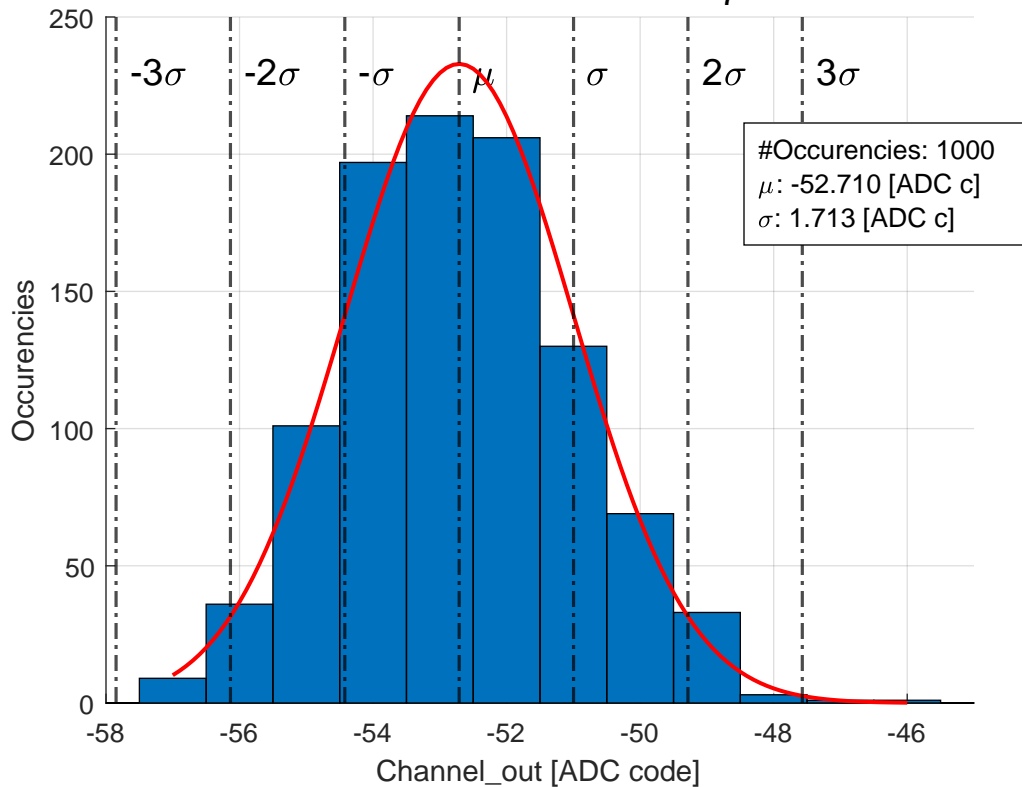 250
200
150
100
50
0
-3σ -2σ -σ μ σ 2σ 3σ
#Occurencies: 1000
μ: -52.710 [ADC c]
σ: 1.713 [ADC c]
Occurencies
-58 -56 -54 -52 -50 -48 -46
Channel_out [ADC code]